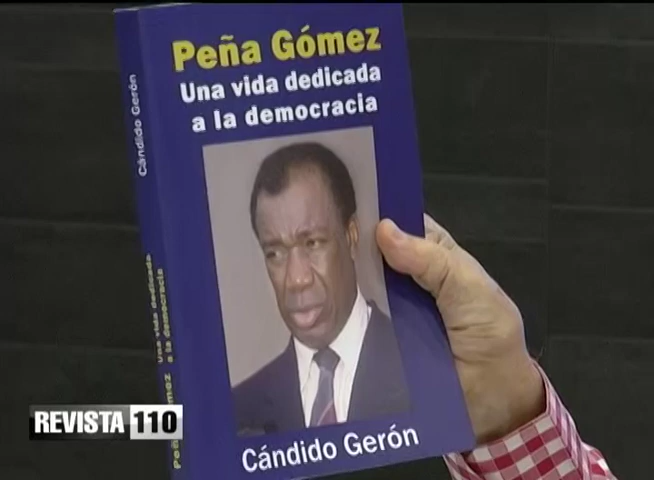 Peña Gómez
Una vida dedicada
a la democracia
Cándido Gerón
Cándido Gerón
Peña Gómez Una vida dedicada
a la democracia
REVISTA 110